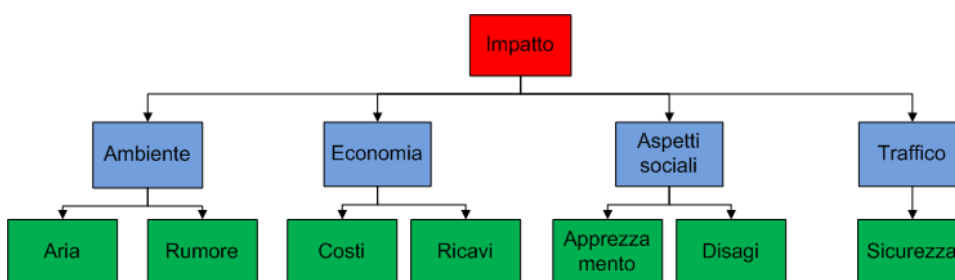 Impatto
Ambiente
Economia
Aspetti
sociali
Traffico
Aria
Rumore
Costi
Ricavi
Apprezza
mento
Disagi
Sicurezza